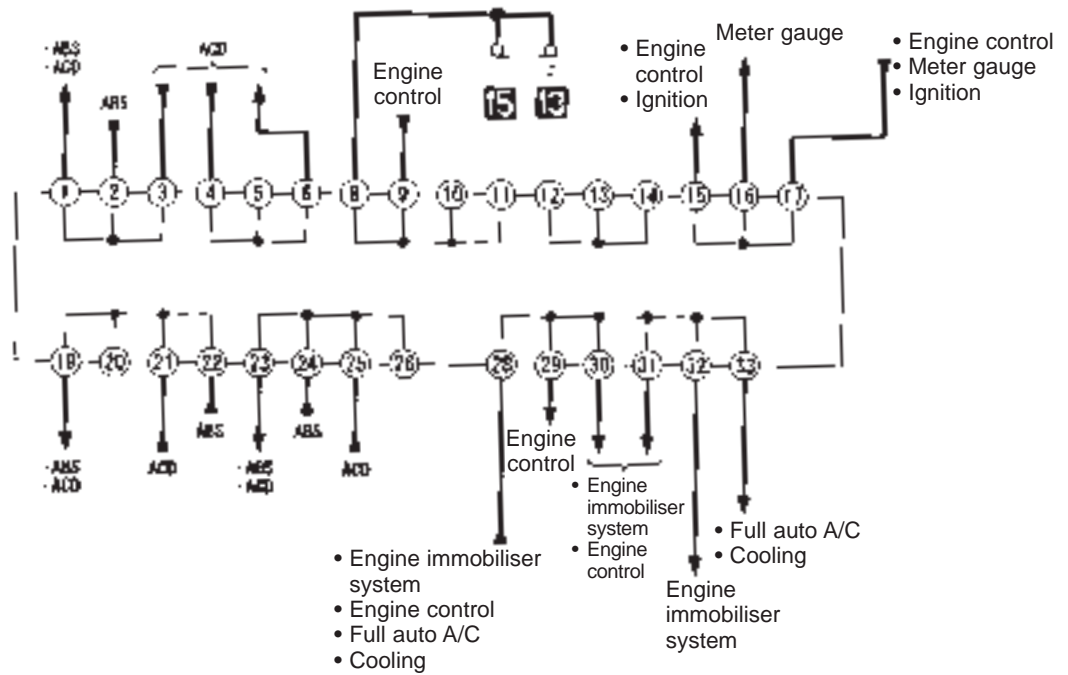 · ABS
· ACD
ABS
ACD
Engine
control
15
13
• Engine
control
• Ignition
Meter gauge
• Engine control
• Meter gauge
• Ignition
1 2 3 4 5 6 8 9 10 11 12 13 14 15 16 17
19 20 21 22 23 24 25 26 28 29 30 31 32 33
· ABS
· ACD
ACD
ABS
· ABS
· ACD
ABS
ACD
Engine
control
• Engine
immobiliser
system
• Engine
control
• Engine immobiliser
system
• Engine control
• Full auto A/C
• Cooling
Engine
immobiliser
system
• Full auto A/C
• Cooling